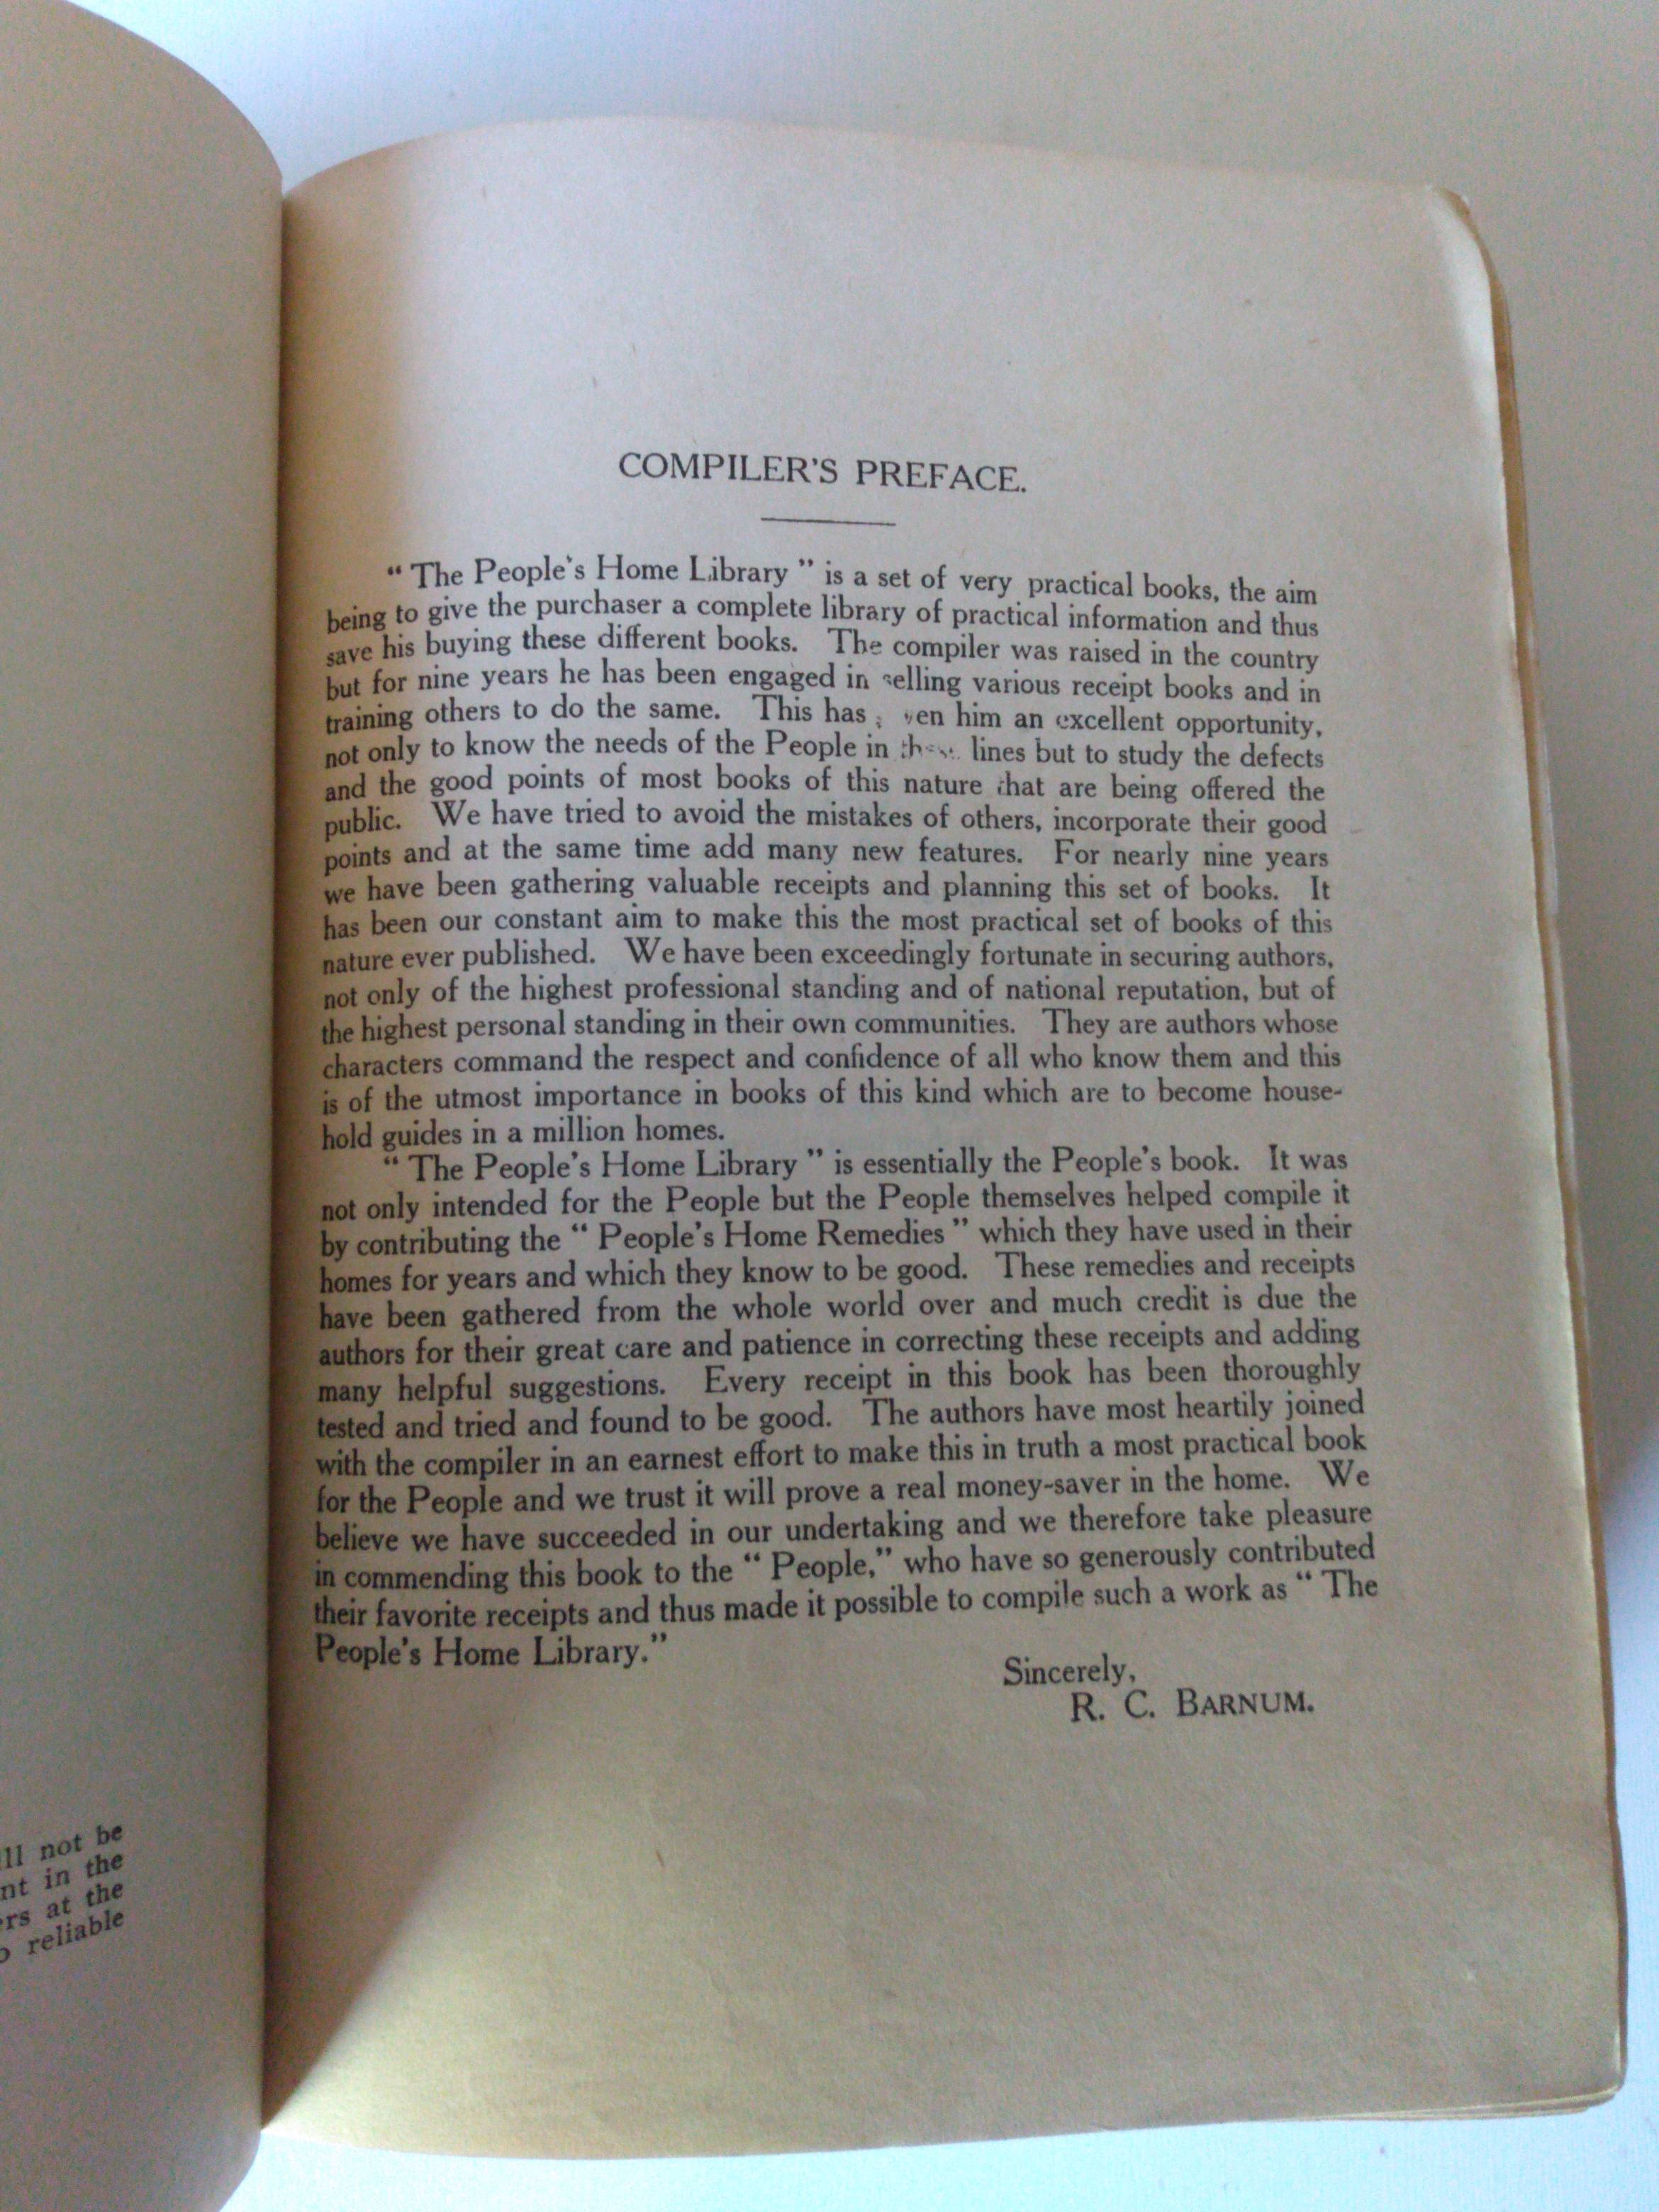 COMPILER'S PREFACE.
" The People's Home Library " is a set of very practical books, the aim
being to give the purchaser a complete library of practical information and thus
save his buying these different books. The compiler was raised in the country
but for nine years he has been engaged in selling various receipt books and in
training others to do the same. This has him an excellent opportunity,
not only to know the needs of the People in lines but to study the defects
and the good points of most books of this nature that are being offered the
public. We have tried to avoid the mistakes of others, incorporate their good
points and at the same time add many new features. For nearly nine years
we have been gathering valuable receipts and planning this set of books. It
has been our constant aim to make this the most practical set of books of this
nature ever published. We have been exceedingly fortunate in securing authors,
not only of the highest professional standing and of national reputation, but of
the highest personal standing in their own communities. They are authors whose
characters command the respect and confidence of all who know them and this
is of the utmost importance in books of this kind which are to become house-
hold guides in a million homes.
" The People's Home Library " is essentially the People's book. It was
not only intended for the People but the People themselves helped compile it
by contributing the " People's Home Remedies " which they have used in their
homes for years and which they know to be good. These remedies and receipts
have been gathered from the whole world over and much credit is due the
authors for their great care and patience in correcting these receipts and adding
many helpful suggestions. Every receipt in this book has been thoroughly
tested and tried and found to be good. The authors have most heartily joined
with the compiler in an earnest effort to make this in truth a most practical book
for the People and we trust it will prove a real money-saver in the home. We
believe we have succeeded in our undertaking and we therefore take pleasure
in commending this book to the " People," who have so generously contributed
their favorite receipts and thus made it possible to compile such a work as " The
People's Home Library."
Sincerely,
R. C. BARNUM.
not be
in the
at the
reliable